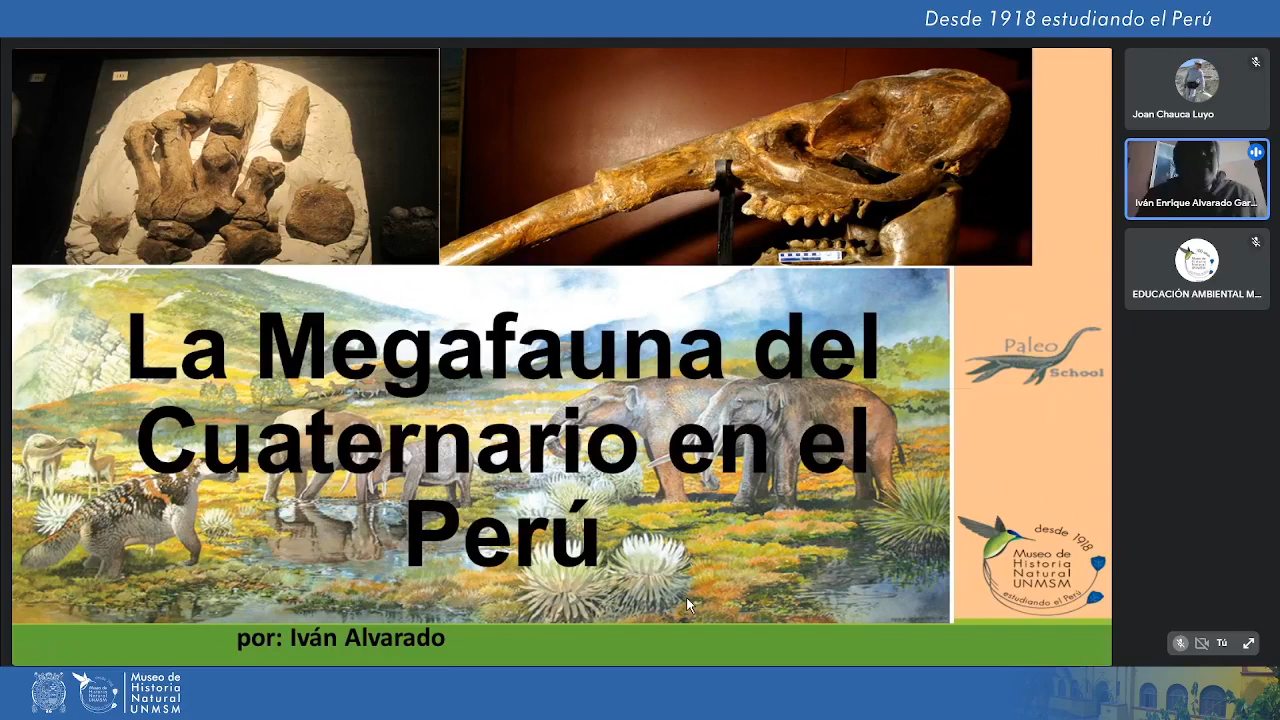 Desde 1918 estudiando el Perú
La Megafauna del
Cuaternario en el
Perú
por: Iván Alvarado
Paleo
School
desde 1918
Museo de
Historia
Natural
UNMSM
estudiando el Perú
Joan Chauca Luyo
Iván Enrique Alvarado Gar...
EDUCACIÓN AMBIENTAL M...
Tú
Museo de
Historia
Natural
UNMSM